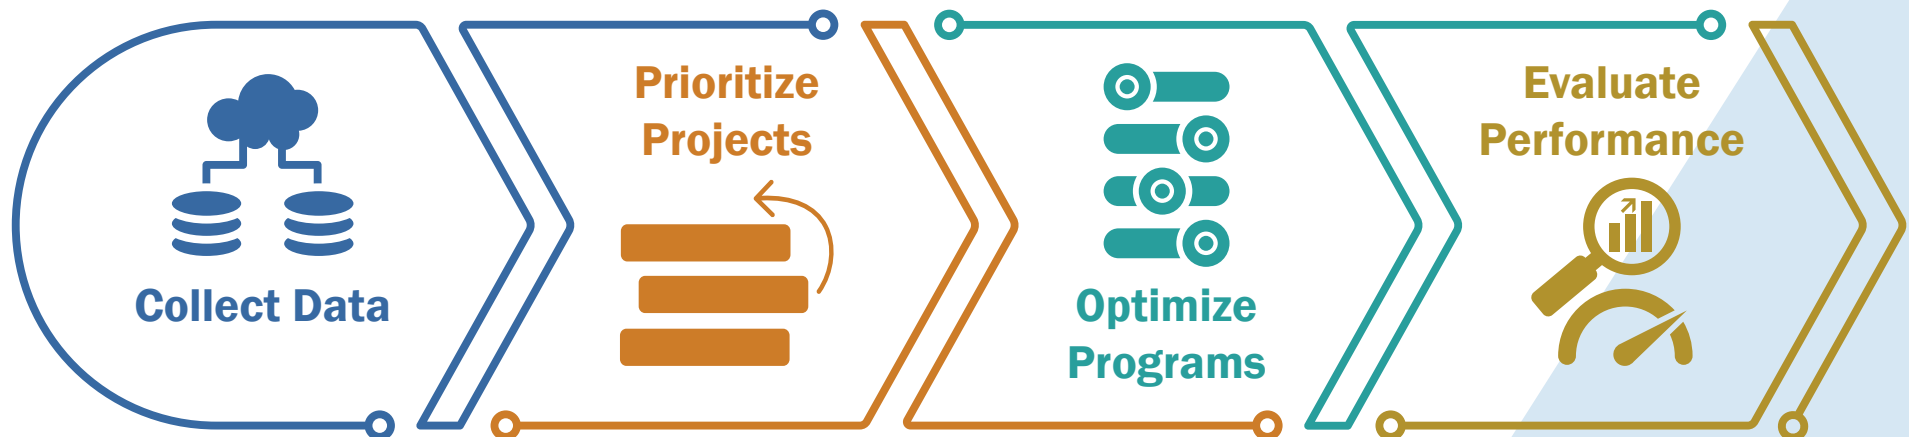 Collect Data
Prioritize
Projects
Optimize
Programs
Evaluate
Performance